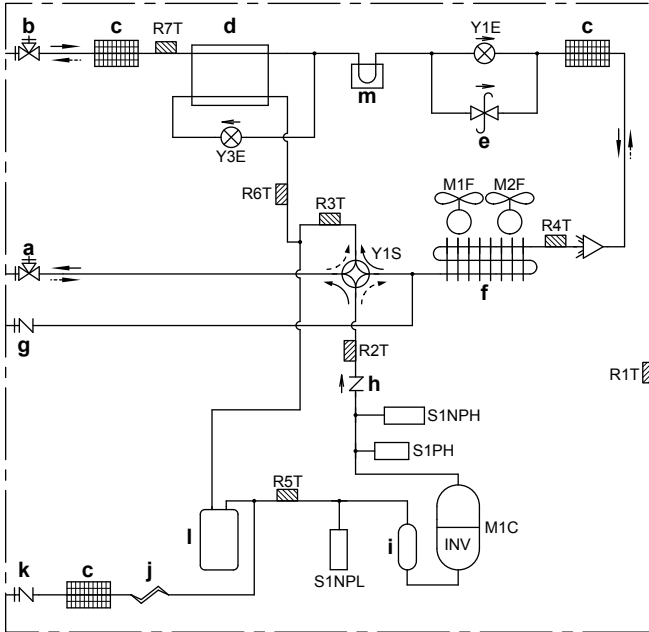 b
c
R7T
d
Y1E
c
m
e
Y3E
R6T
R3T
M1F
M2F
R4T
a
Y1S
f
g
R2T
R1T
h
S1NPH
S1PH
R5T
l
i
M1C
INV
k
c
j
S1NPL